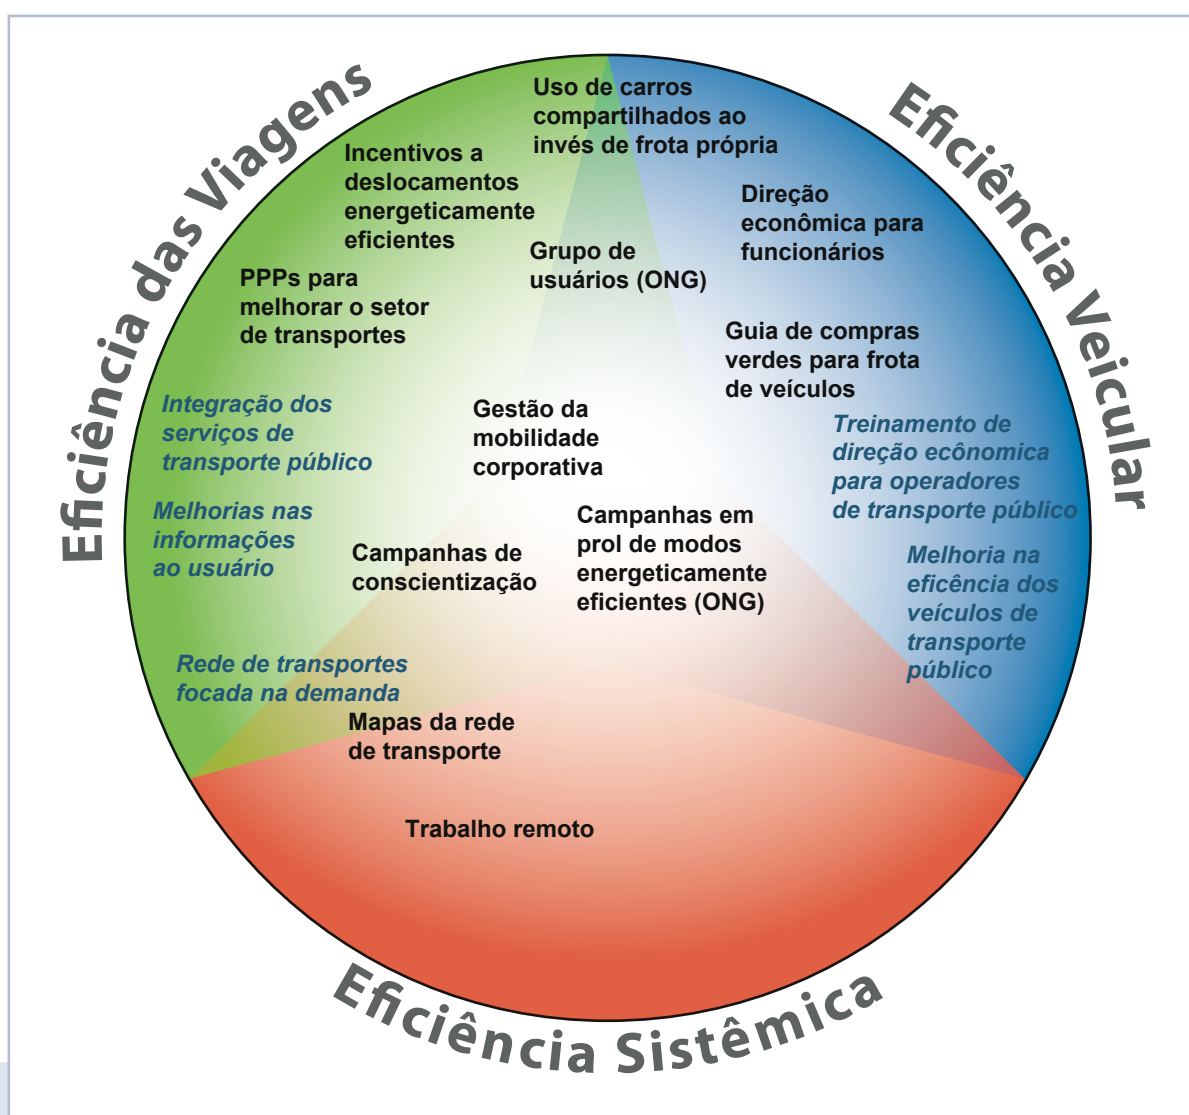 Eficiência das Viagens
Eficiência Veicular
Uso de carros
compartilhados ao
invés de frota própria
Incentivos a
deslocamentos
energeticamente
eficientes
Direção
econômica para
funcionários
Grupo de
usuários (ONG)
PPPs para
melhorar o setor
de transportes
Guia de compras
verdes para frota
de veículos
Integração dos
serviços de
transporte público
Gestão da
mobilidade
corporativa
Treinamento de
direção ecônomica
para operadores
de transporte público
Melhorias nas
informações
ao usuário
Campanhas de
conscientização
Campanhas em
prol de modos
energeticamente
eficientes (ONG)
Melhoria na
eficência dos
veículos de
transporte
público
Rede de transportes
focada na demanda
Mapas da rede
de transporte
Trabalho remoto
Eficiência Sistêmica